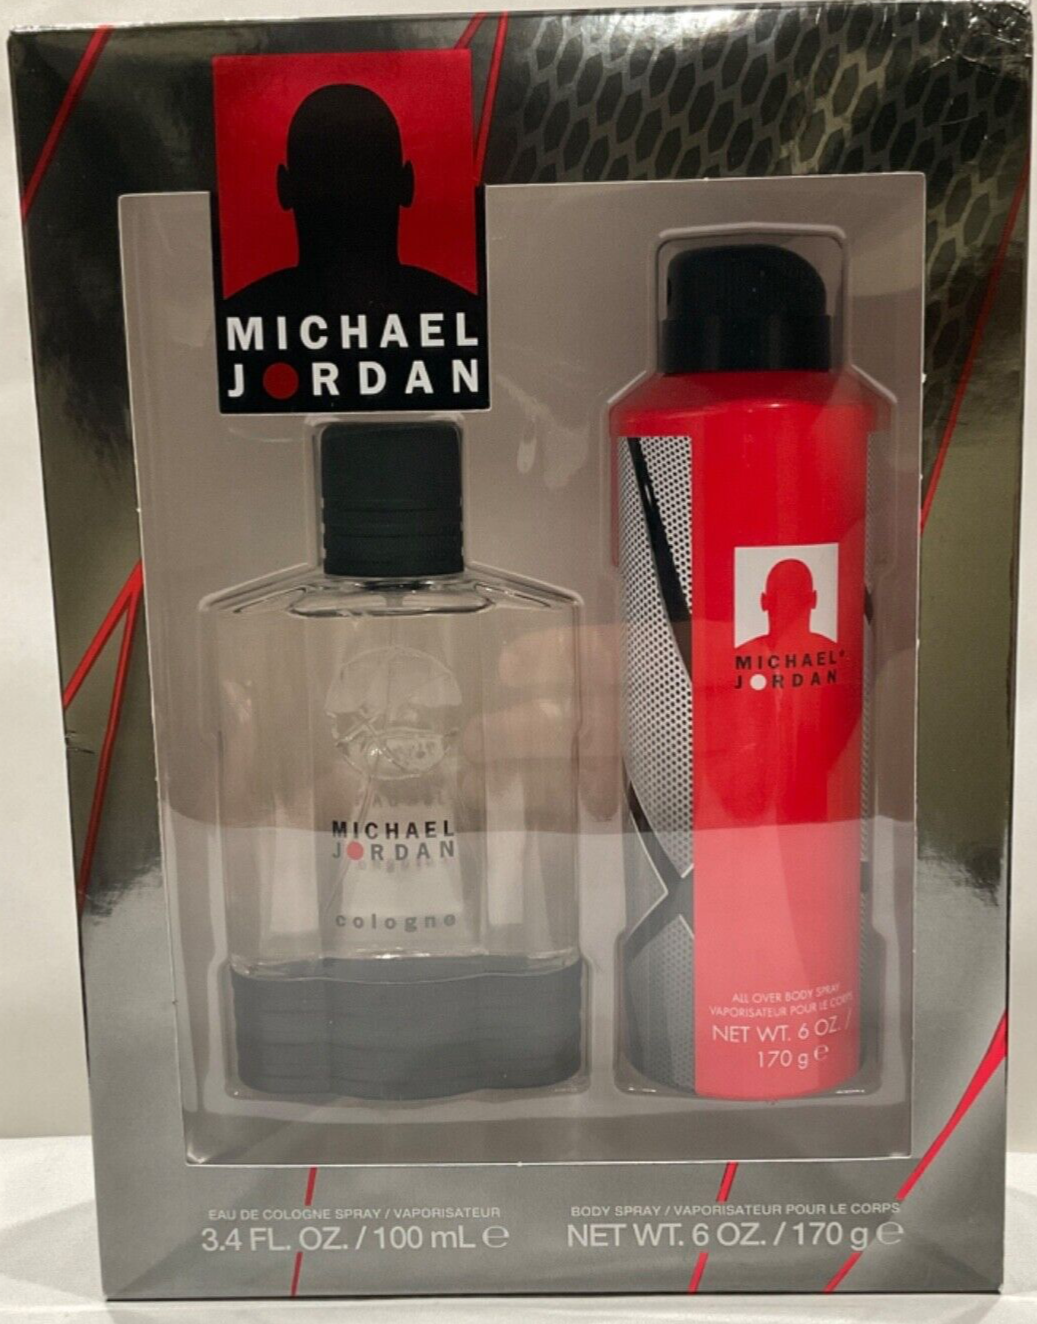 MICHAEL
JORDAN
MICHAEL
JORDAN
cologne
MICHAEL
JORDAN
ALL OVER BODY SPRAY
VAPORISATEUR POUR LE CORPS
NET WT. 6 OZ. /
170 g e
EAU DE COLOGNE SPRAY / VAPORISATEUR
3.4 FL. OZ. / 100 mL e
BODY SPRAY / VAPORISATEUR POUR LE CORPS
NET WT. 6 OZ. / 170 g e